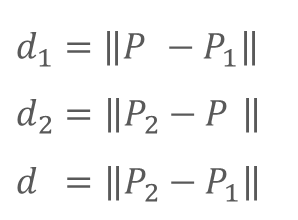 d₁ = ‖P − P₁‖
d₂ = ‖P₂ − P‖
d = ‖P₂ − P₁‖